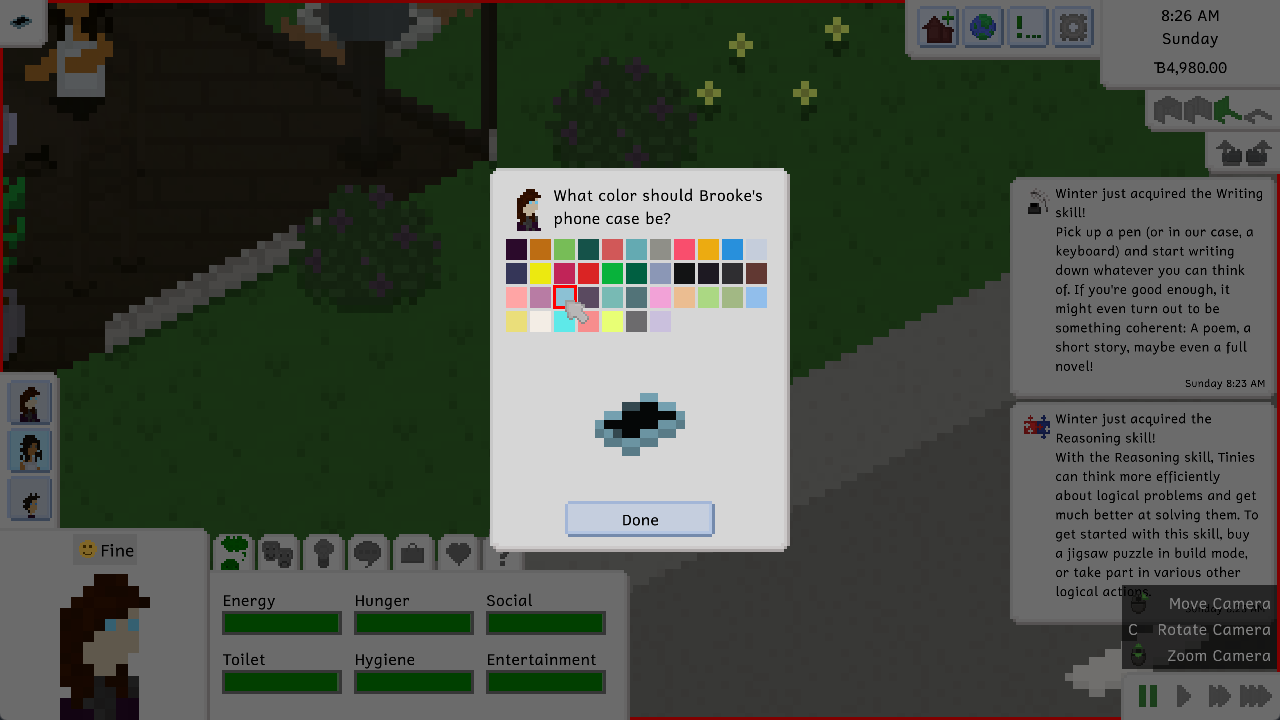 8:26 AM
Sunday
Ƀ4,980.00
What color should Brooke's
phone case be?
Done
Winter just acquired the Writing
skill!
Pick up a pen (or in our case, a
keyboard) and start writing
down whatever you can think
of. If you're good enough, it
might even turn out to be
something coherent: A poem, a
short story, maybe even a full
novel!
Sunday 8:23 AM
Winter just acquired the
Reasoning skill!
With the Reasoning skill, Tinies
can think more efficiently
about logical problems and get
much better at solving them. To
get started with this skill, buy
a jigsaw puzzle in build mode,
or take part in various other
logical actions.
Move Camera
C Rotate Camera
Zoom Camera
Fine
?
Energy
Hunger
Social
Toilet
Hygiene
Entertainment